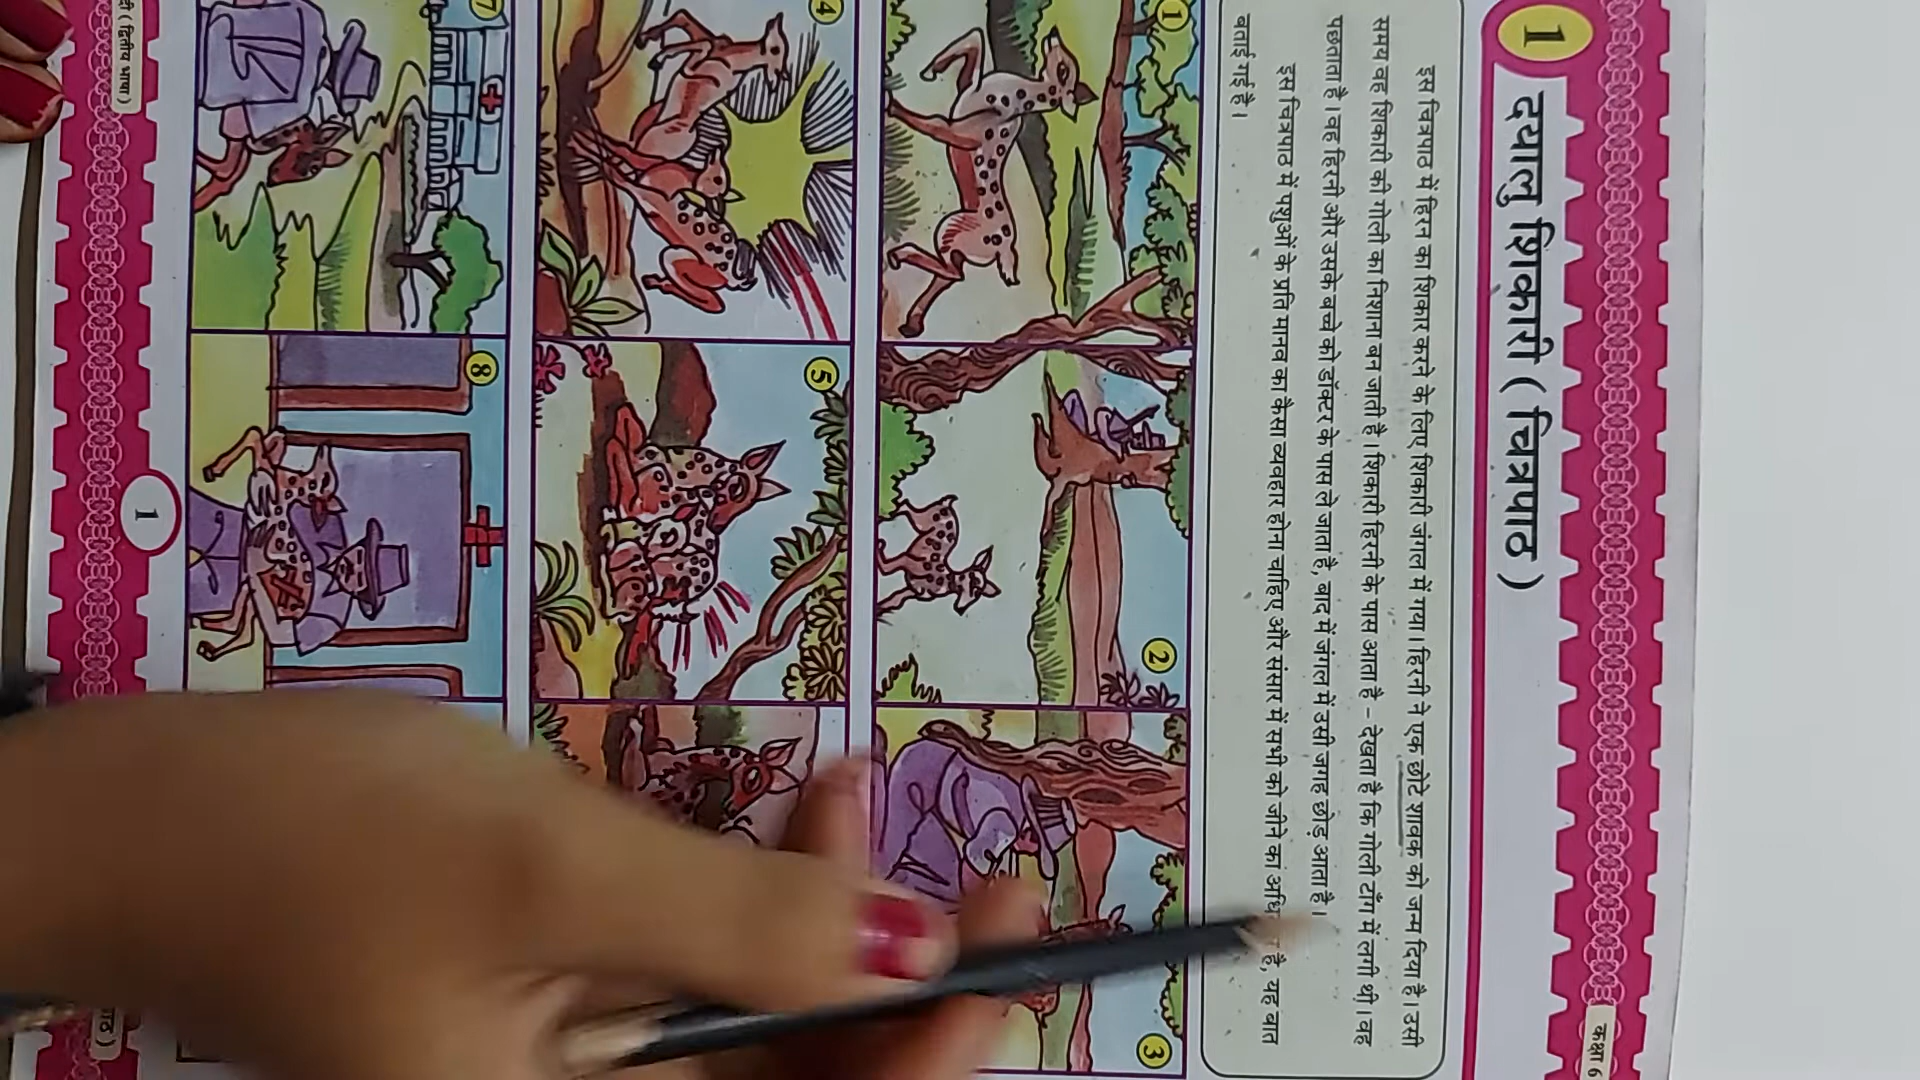 कक्षा 6
1
दयालु शिकारी ( चित्रपाठ )
इस चित्रपाठ में हिरन का शिकार करने के लिए शिकारी जंगल में गया । हिरनी ने एक छोटे शावक को जन्म दिया है । उसी
समय वह शिकारी की गोली का निशाना बन जाती है । शिकारी हिरनी के पास आता है – देखता है कि गोली टाँग में लगी थी । वह
पछताता है । वह हिरनी और उसके बच्चे को डॉक्टर के पास ले जाता है, बाद में जंगल में उसी जगह छोड़ आता है ।
इस चित्रपाठ में पशुओं के प्रति मानव का कैसा व्यवहार होना चाहिए और संसार में सभी को जीने का है, यह बात
बताई गई है ।
1
2
3
4
5
7
8
( द्वितीय भाषा )
1